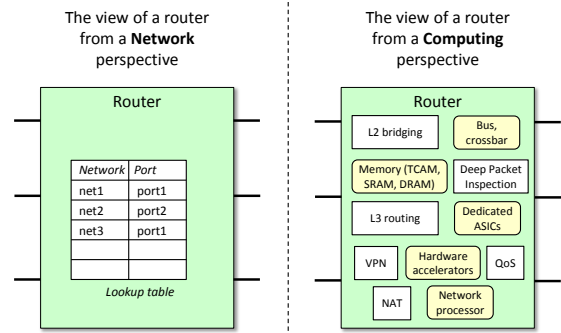 The view of a router
from a Network
perspective
Router
Network Port
net1 port1
net2 port2
net3 port1
Lookup table
The view of a router
from a Computing
perspective
Router
L2 bridging
Bus,
crossbar
Memory (TCAM,
SRAM, DRAM)
Deep Packet
Inspection
L3 routing
Dedicated
ASICs
VPN
Hardware
accelerators
QoS
NAT
Network
processor